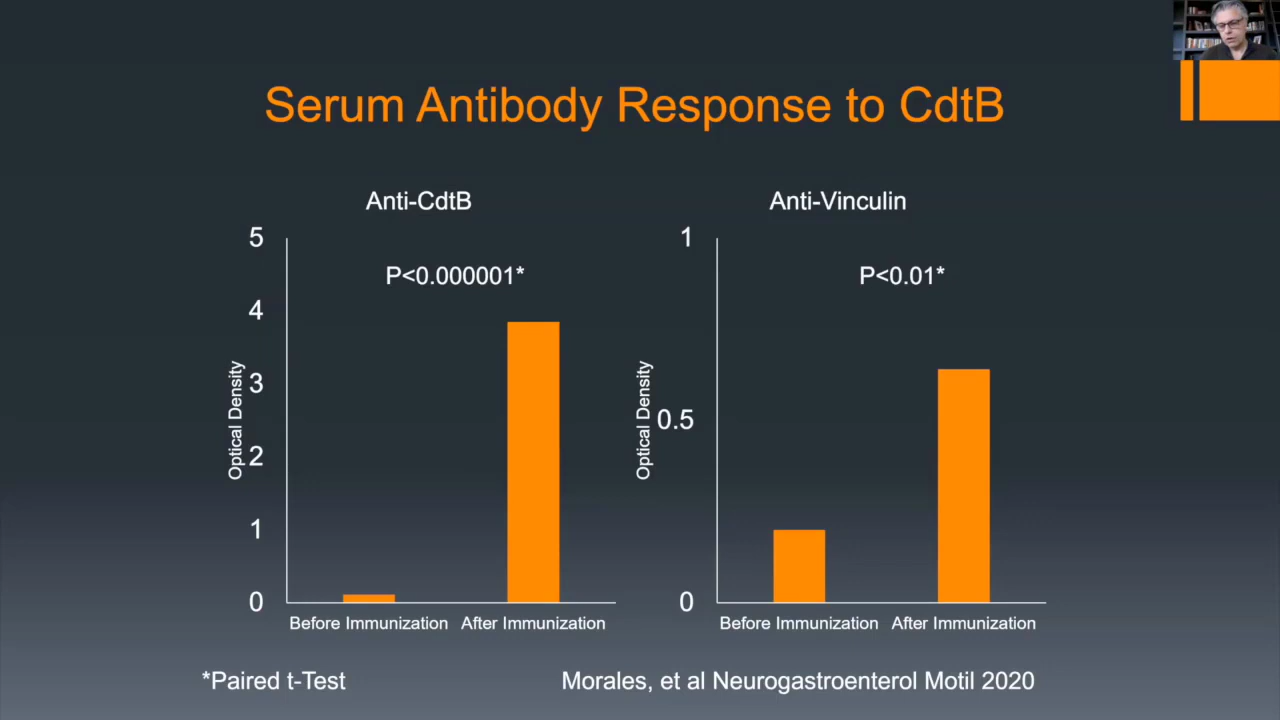 Serum Antibody Response to CdtB
Anti-CdtB
P<0.000001*
5
4
3
2
1
0
Optical Density
Before Immunization After Immunization
Anti-Vinculin
P<0.01*
1
0.5
0
Optical Density
Before Immunization After Immunization
*Paired t-Test
Morales, et al Neurogastroenterol Motil 2020